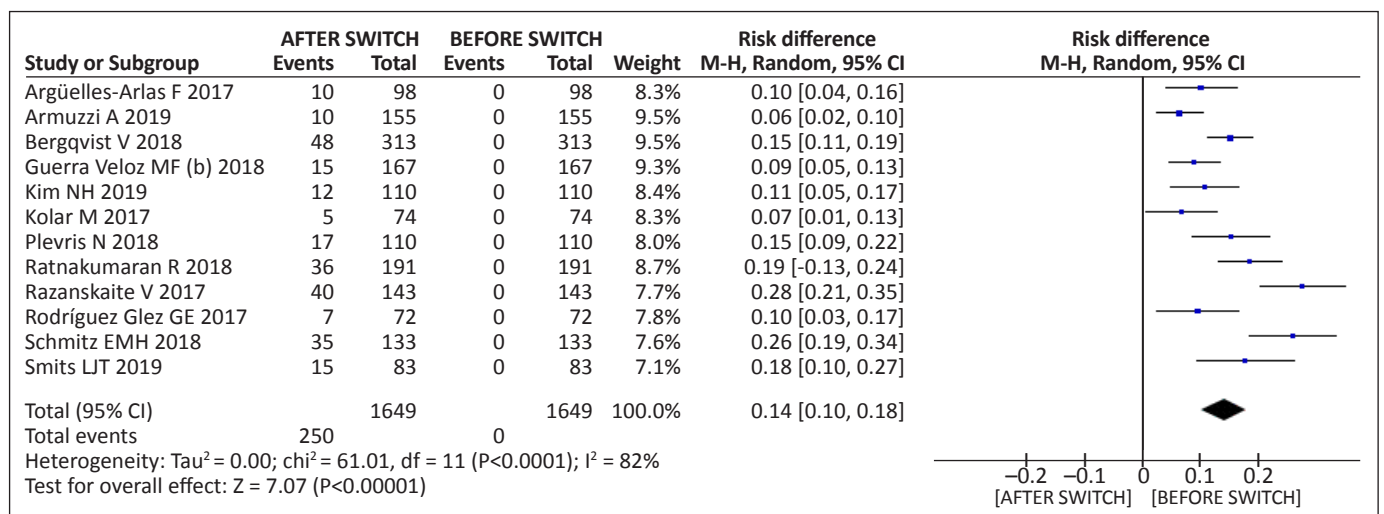 AFTER SWITCH BEFORE SWITCH Risk difference Risk difference
Study or Subgroup Events Total Events Total Weight M-H, Random, 95% CI M-H, Random, 95% CI
Argüelles-Arlas F 2017 10 98 0 98 8.3% 0.10 [0.04, 0.16]
Armuzzi A 2019 10 155 0 155 9.5% 0.06 [0.02, 0.10]
Bergqvist V 2018 48 313 0 313 9.5% 0.15 [0.11, 0.19]
Guerra Veloz MF (b) 2018 15 167 0 167 9.3% 0.09 [0.05, 0.13]
Kim NH 2019 12 110 0 110 8.4% 0.11 [0.05, 0.17]
Kolar M 2017 5 74 0 74 8.3% 0.07 [0.01, 0.13]
Plevris N 2018 17 110 0 110 8.0% 0.15 [0.09, 0.22]
Ratnakumaran R 2018 36 191 0 191 8.7% 0.19 [-0.13, 0.24]
Razanskaite V 2017 40 143 0 143 7.7% 0.28 [0.21, 0.35]
Rodríguez Glez GE 2017 7 72 0 72 7.8% 0.10 [0.03, 0.17]
Schmitz EMH 2018 35 133 0 133 7.6% 0.26 [0.19, 0.34]
Smits LJT 2019 15 83 0 83 7.1% 0.18 [0.10, 0.27]
Total (95% CI) 1649 1649 100.0% 0.14 [0.10, 0.18]
Total events 250 0
Heterogeneity: Tau² = 0.00; chi² = 61.01, df = 11 (P<0.0001); I² = 82%
Test for overall effect: Z = 7.07 (P<0.00001)
–0.2 –0.1 0 0.1 0.2
[AFTER SWITCH] [BEFORE SWITCH]